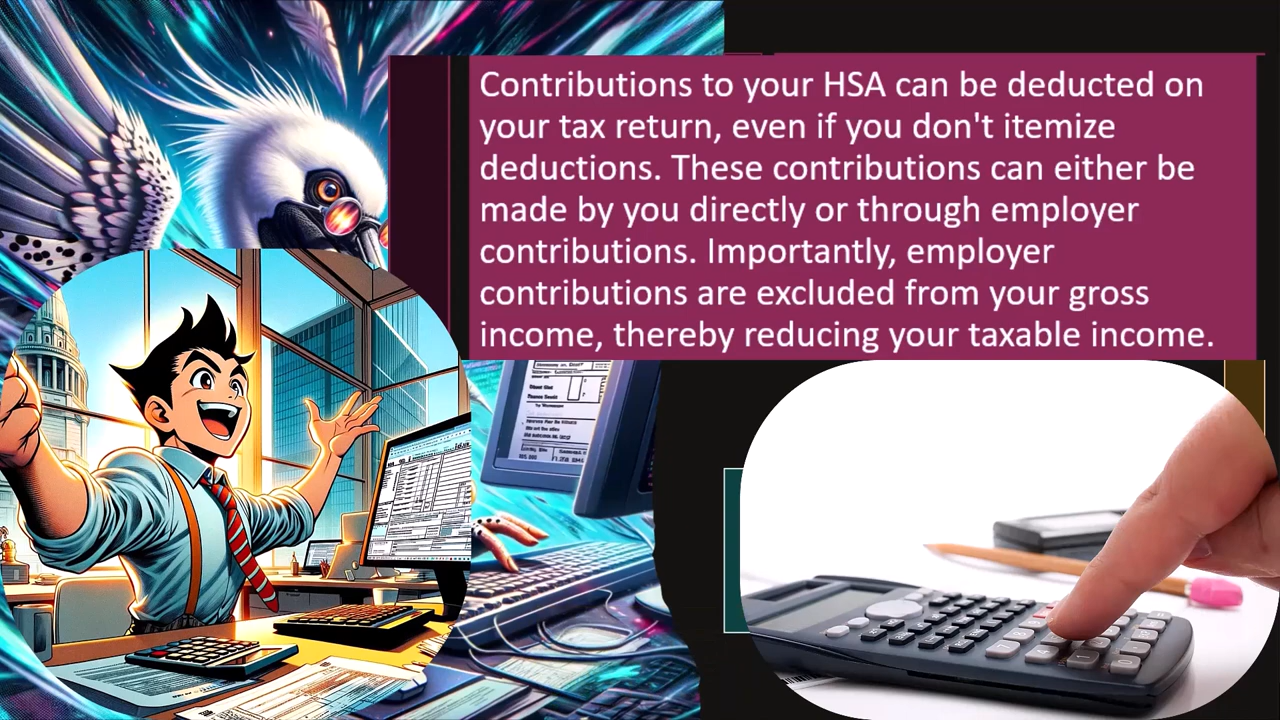 Contributions to your HSA can be deducted on
your tax return, even if you don't itemize
deductions. These contributions can either be
made by you directly or through employer
contributions. Importantly, employer
contributions are excluded from your gross
income, thereby reducing your taxable income.